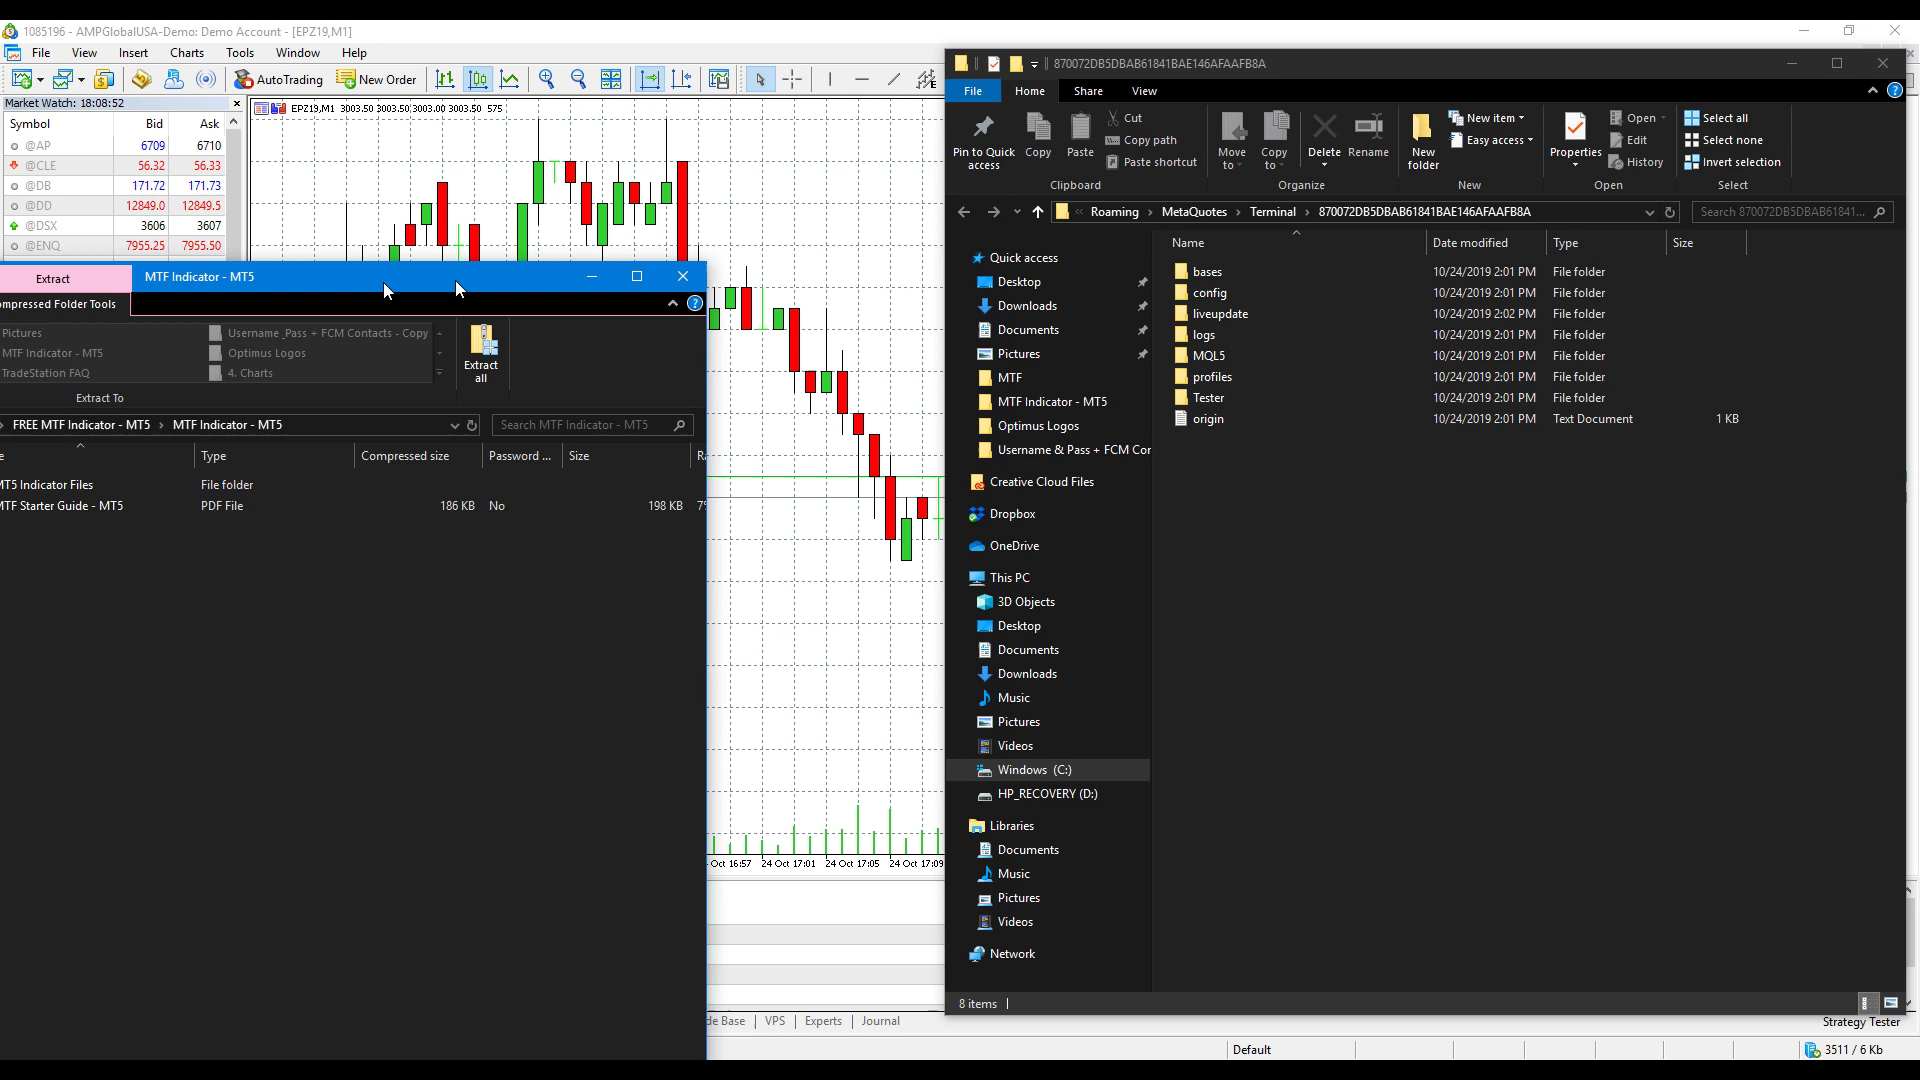 1085196 - AMPGlobalUSA-Demo: Demo Account - [EPZ19,M1]
File View Insert Charts Tools Window Help
AutoTrading New Order
Market Watch: 18:08:52
Symbol Bid Ask
@AP 6709 6710
@CLE 56.32 56.33
@DB 171.72 171.73
@DD 12849.0 12849.5
@DSX 3606 3607
@ENQ 7955.25 7955.50
EPZ19,M1 3003.50 3003.50 3003.00 3003.50 575
Extract MTF Indicator - MT5
ompressed Folder Tools
Pictures Username_Pass + FCM Contacts - Copy
MTF Indicator - MT5 Optimus Logos
TradeStation FAQ 4. Charts
Extract all
Extract To
FREE MTF Indicator - MT5 › MTF Indicator - MT5 Search MTF Indicator - MT5
e Type Compressed size Password ... Size Ra
MT5 Indicator Files File folder
MTF Starter Guide - MT5 PDF File 186 KB No 198 KB 7%
Oct 16:57 24 Oct 17:01 24 Oct 17:05 24 Oct 17:09
de Base VPS Experts Journal
Strategy Tester
Default 3511 / 6 Kb
870072DB5DBAB61841BAE146AFAAFB8A
File Home Share View
Pin to Quick access Copy Paste Cut Copy path Paste shortcut
Clipboard
Move to Copy to Delete Rename
Organize
New folder New item Easy access
New
Properties Open Edit History
Open
Select all Select none Invert selection
Select
« Roaming › MetaQuotes › Terminal › 870072DB5DBAB61841BAE146AFAAFB8A Search 870072DB5DBAB61841...
Name Date modified Type Size
bases 10/24/2019 2:01 PM File folder
config 10/24/2019 2:01 PM File folder
liveupdate 10/24/2019 2:02 PM File folder
logs 10/24/2019 2:01 PM File folder
MQL5 10/24/2019 2:01 PM File folder
profiles 10/24/2019 2:01 PM File folder
Tester 10/24/2019 2:01 PM File folder
origin 10/24/2019 2:01 PM Text Document 1 KB
Quick access
Desktop
Downloads
Documents
Pictures
MTF
MTF Indicator - MT5
Optimus Logos
Username & Pass + FCM Cor
Creative Cloud Files
Dropbox
OneDrive
This PC
3D Objects
Desktop
Documents
Downloads
Music
Pictures
Videos
Windows (C:)
HP_RECOVERY (D:)
Libraries
Documents
Music
Pictures
Videos
Network
8 items